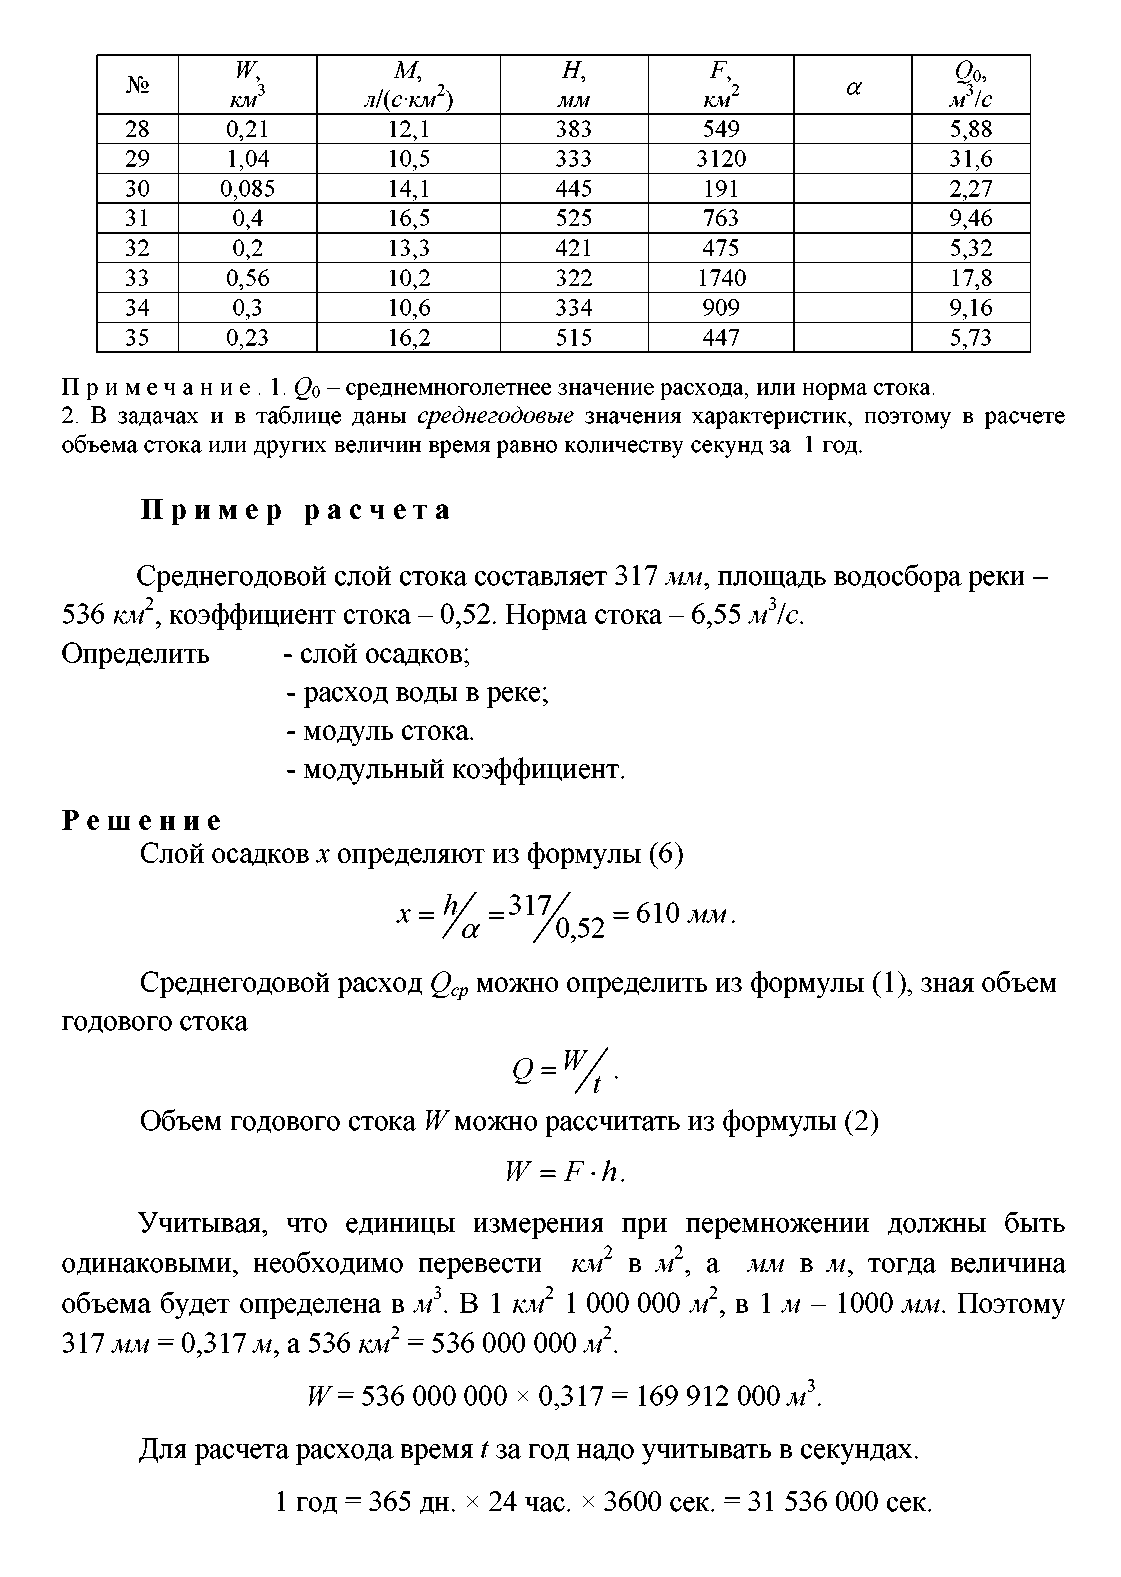 № W, км³ M, л/(с·км²) H, мм F, км² α Q₀, м³/с
28 0,21 12,1 383 549 5,88
29 1,04 10,5 333 3120 31,6
30 0,085 14,1 445 191 2,27
31 0,4 16,5 525 763 9,46
32 0,2 13,3 421 475 5,32
33 0,56 10,2 322 1740 17,8
34 0,3 10,6 334 909 9,16
35 0,23 16,2 515 447 5,73
Примечание. 1. Q₀ – среднемноголетнее значение расхода, или норма стока.
2. В задачах и в таблице даны среднегодовые значения характеристик, поэтому в расчете
объема стока или других величин время равно количеству секунд за 1 год.
Пример расчета
Среднегодовой слой стока составляет 317 мм, площадь водосбора реки –
536 км², коэффициент стока – 0,52. Норма стока – 6,55 м³/с.
Определить - слой осадков;
- расход воды в реке;
- модуль стока.
- модульный коэффициент.
Решение
Слой осадков x определяют из формулы (6)
x = h/α = 317/0,52 = 610 мм.
Среднегодовой расход Qср можно определить из формулы (1), зная объем
годового стока
Q = W/t.
Объем годового стока W можно рассчитать из формулы (2)
W = F · h.
Учитывая, что единицы измерения при перемножении должны быть
одинаковыми, необходимо перевести км² в м², а мм в м, тогда величина
объема будет определена в м³. В 1 км² 1 000 000 м², в 1 м – 1000 мм. Поэтому
317 мм = 0,317 м, а 536 км² = 536 000 000 м².
W = 536 000 000 × 0,317 = 169 912 000 м³.
Для расчета расхода время t за год надо учитывать в секундах.
1 год = 365 дн. × 24 час. × 3600 сек. = 31 536 000 сек.